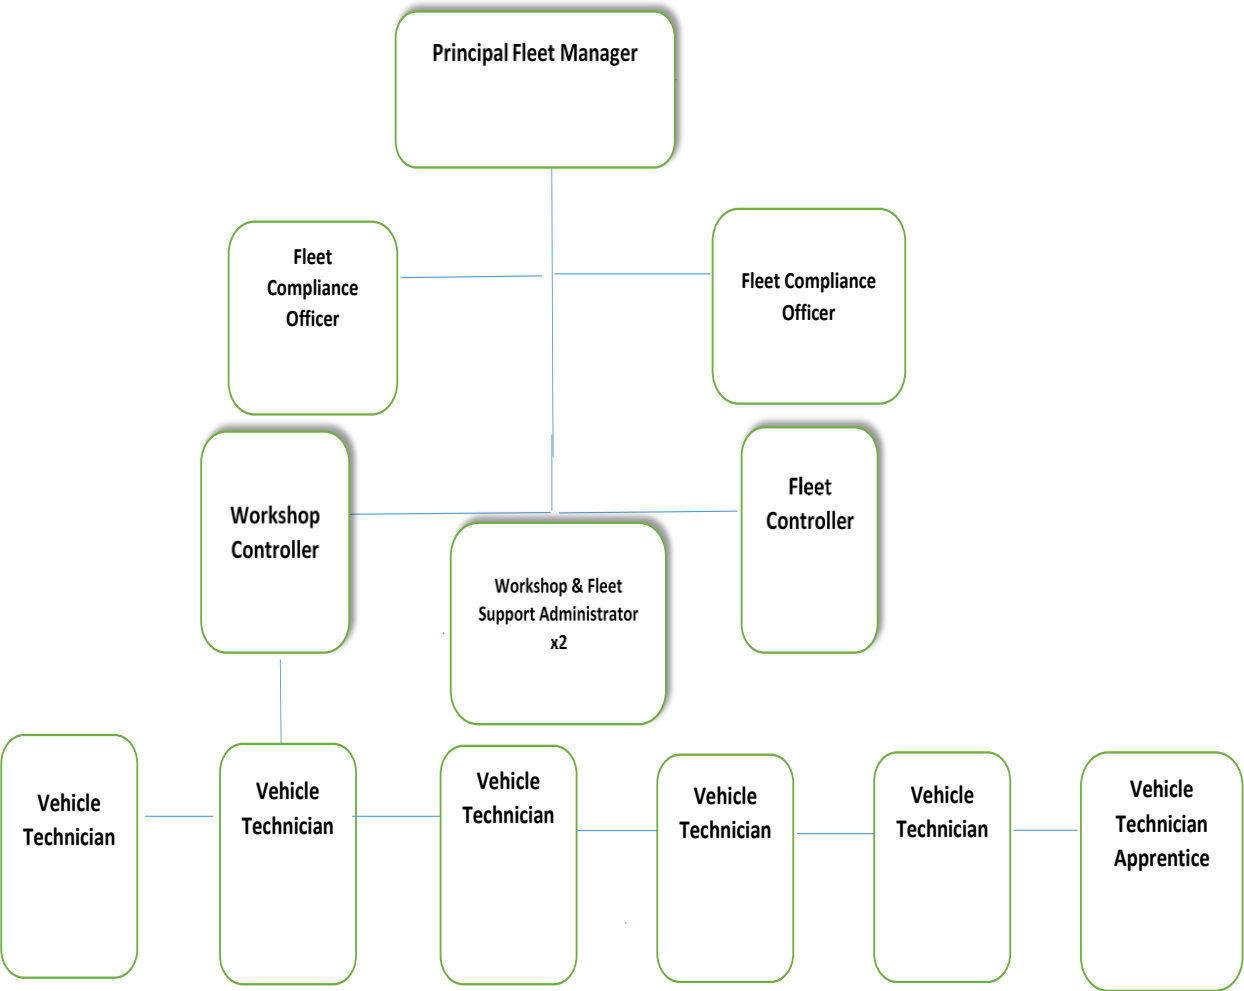 Principal Fleet Manager
Fleet
Compliance
Officer
Fleet Compliance
Officer
Workshop
Controller
Fleet
Controller
Workshop & Fleet
Support Administrator
x2
Vehicle
Technician
Vehicle
Technician
Vehicle
Technician
Vehicle
Technician
Vehicle
Technician
Vehicle
Technician
Apprentice